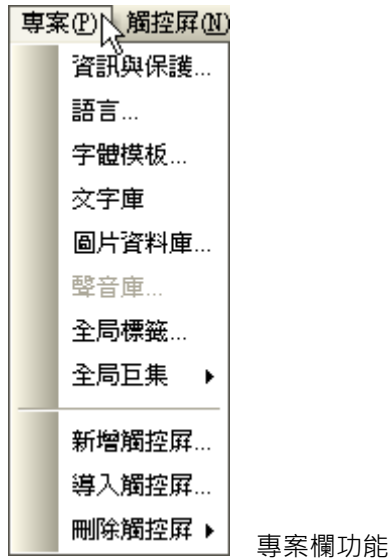 專案(P) 觸控屏(N)
資訊與保護...
語言...
字體模板...
文字庫
圖片資料庫...
聲音庫...
全局標籤...
全局巨集
新增觸控屏...
導入觸控屏...
刪除觸控屏
專案欄功能